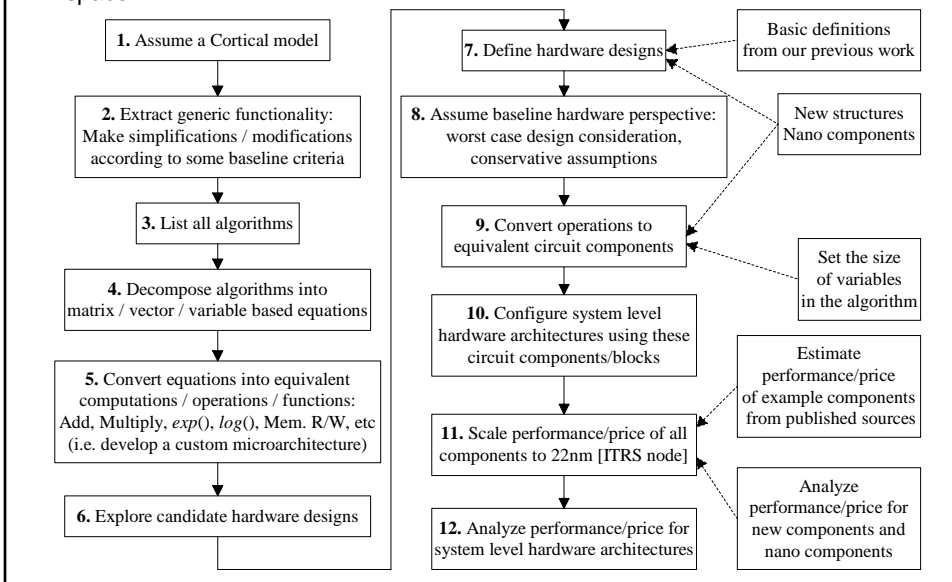 1. Assume a Cortical model
2. Extract generic functionality:
Make simplifications / modifications
according to some baseline criteria
3. List all algorithms
4. Decompose algorithms into
matrix / vector / variable based equations
5. Convert equations into equivalent
computations / operations / functions:
Add, Multiply, exp(), log(), Mem. R/W, etc
(i.e. develop a custom microarchitecture)
6. Explore candidate hardware designs
7. Define hardware designs
8. Assume baseline hardware perspective:
worst case design consideration,
conservative assumptions
9. Convert operations to
equivalent circuit components
10. Configure system level
hardware architectures using these
circuit components/blocks
11. Scale performance/price of all
components to 22nm [ITRS node]
12. Analyze performance/price for
system level hardware architectures
Basic definitions
from our previous work
New structures
Nano components
Set the size
of variables
in the algorithm
Estimate
performance/price
of example components
from published sources
Analyze
performance/price for
new components and
nano components